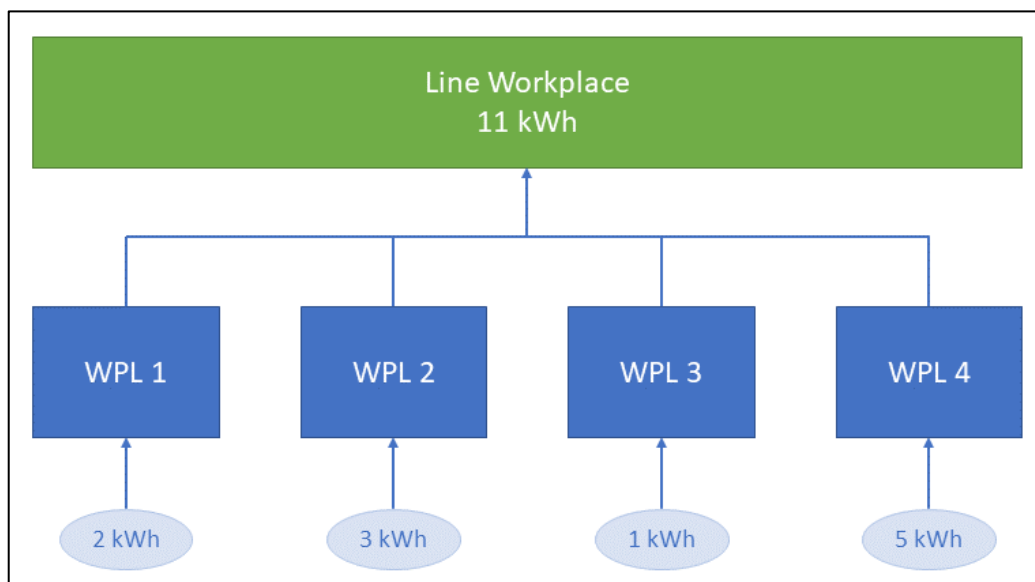 Line Workplace
11 kWh
WPL 1
WPL 2
WPL 3
WPL 4
2 kWh
3 kWh
1 kWh
5 kWh